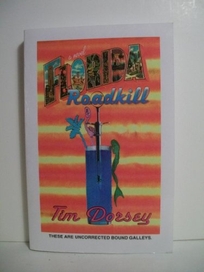 FLORIDA
Roadkill
Tim Dorsey
THESE ARE UNCORRECTED BOUND GALLEYS.